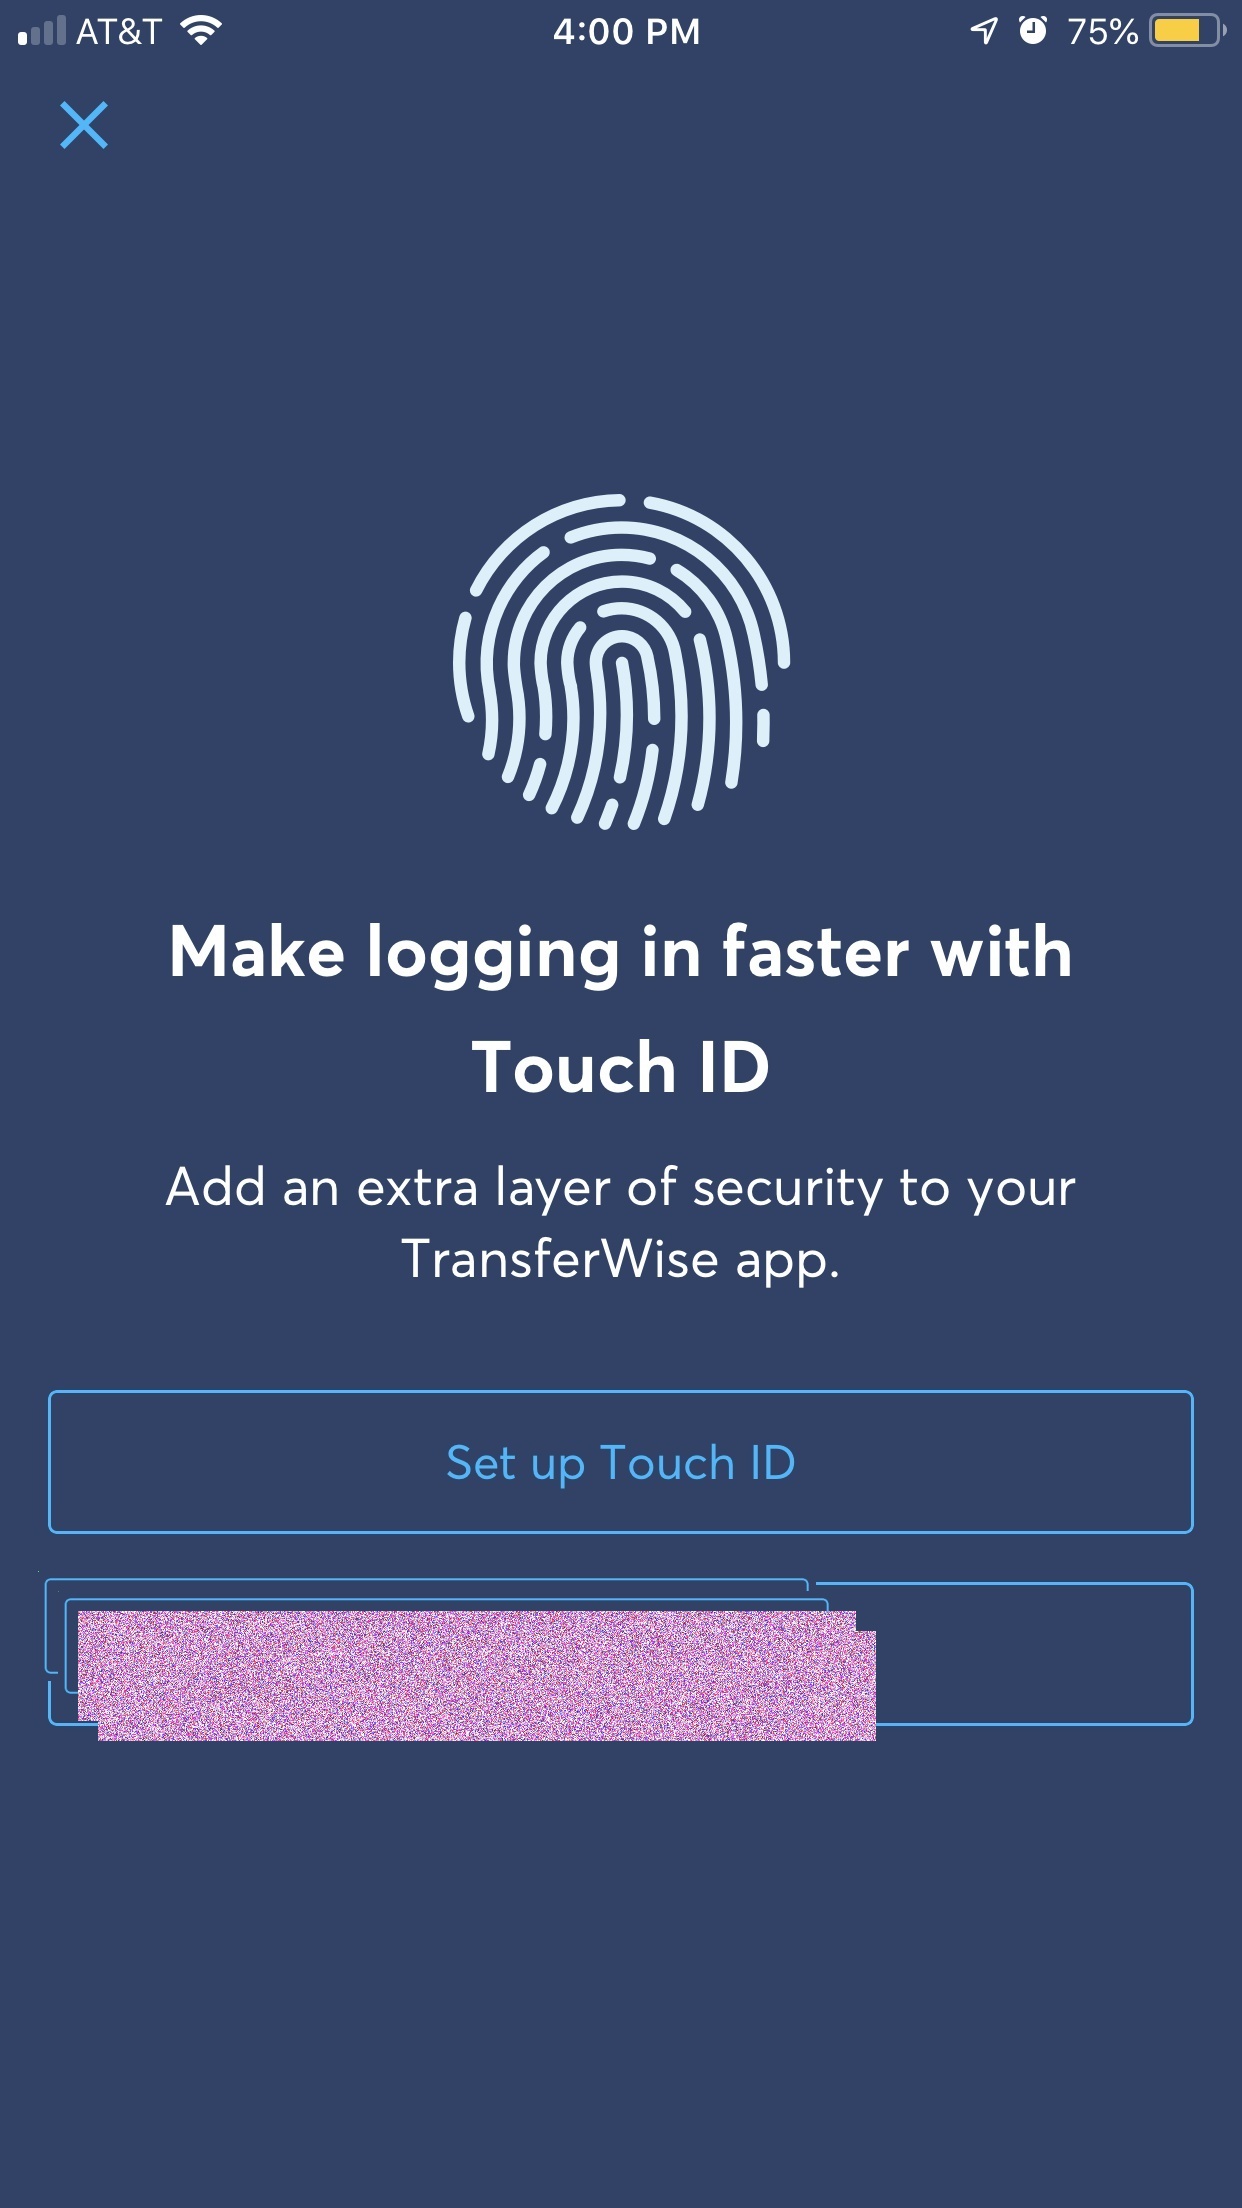 AT&T 4:00 PM 75%
Make logging in faster with
Touch ID
Add an extra layer of security to your
TransferWise app.
Set up Touch ID